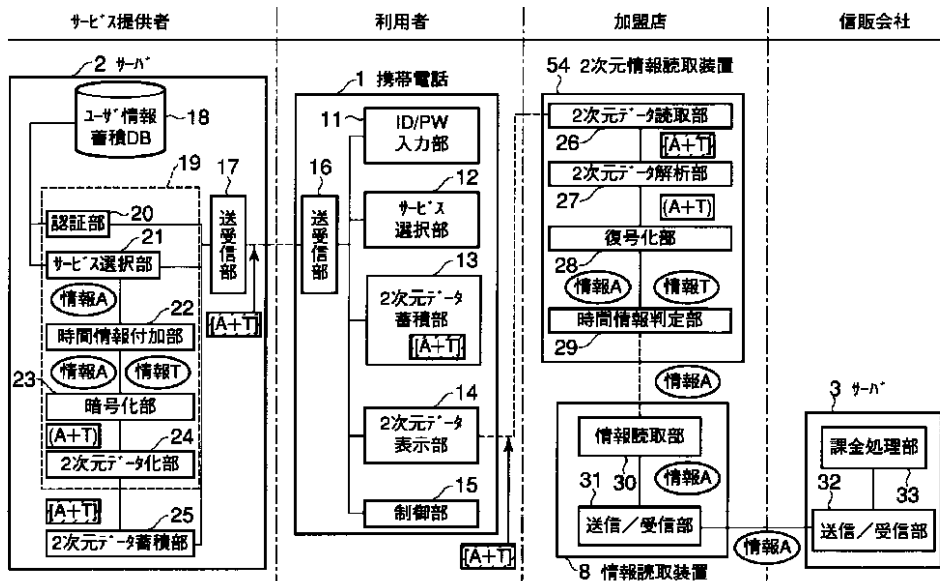 サービス提供者
利用者
加盟店
信販会社
2 サーバ
ユーザ情報
蓄積DB
18
19
17
認証部
20
サービス選択部
21
送受信部
情報A
22
時間情報付加部
{A+T}
情報A
情報T
23
暗号化部
(A+T)
24
2次元データ化部
{A+T}
25
2次元データ蓄積部
1 携帯電話
11
ID/PW
入力部
16
送受信部
12
サービス
選択部
13
2次元データ
蓄積部
{A+T}
14
2次元データ
表示部
15
制御部
{A+T}
54 2次元情報読取装置
2次元データ読取部
26
{A+T}
2次元データ解析部
27
(A+T)
復号化部
28
情報A
情報T
時間情報判定部
29
情報A
情報読取部
30
情報A
31
送信/受信部
8 情報読取装置
情報A
3 サーバ
課金処理部
33
32
送信/受信部